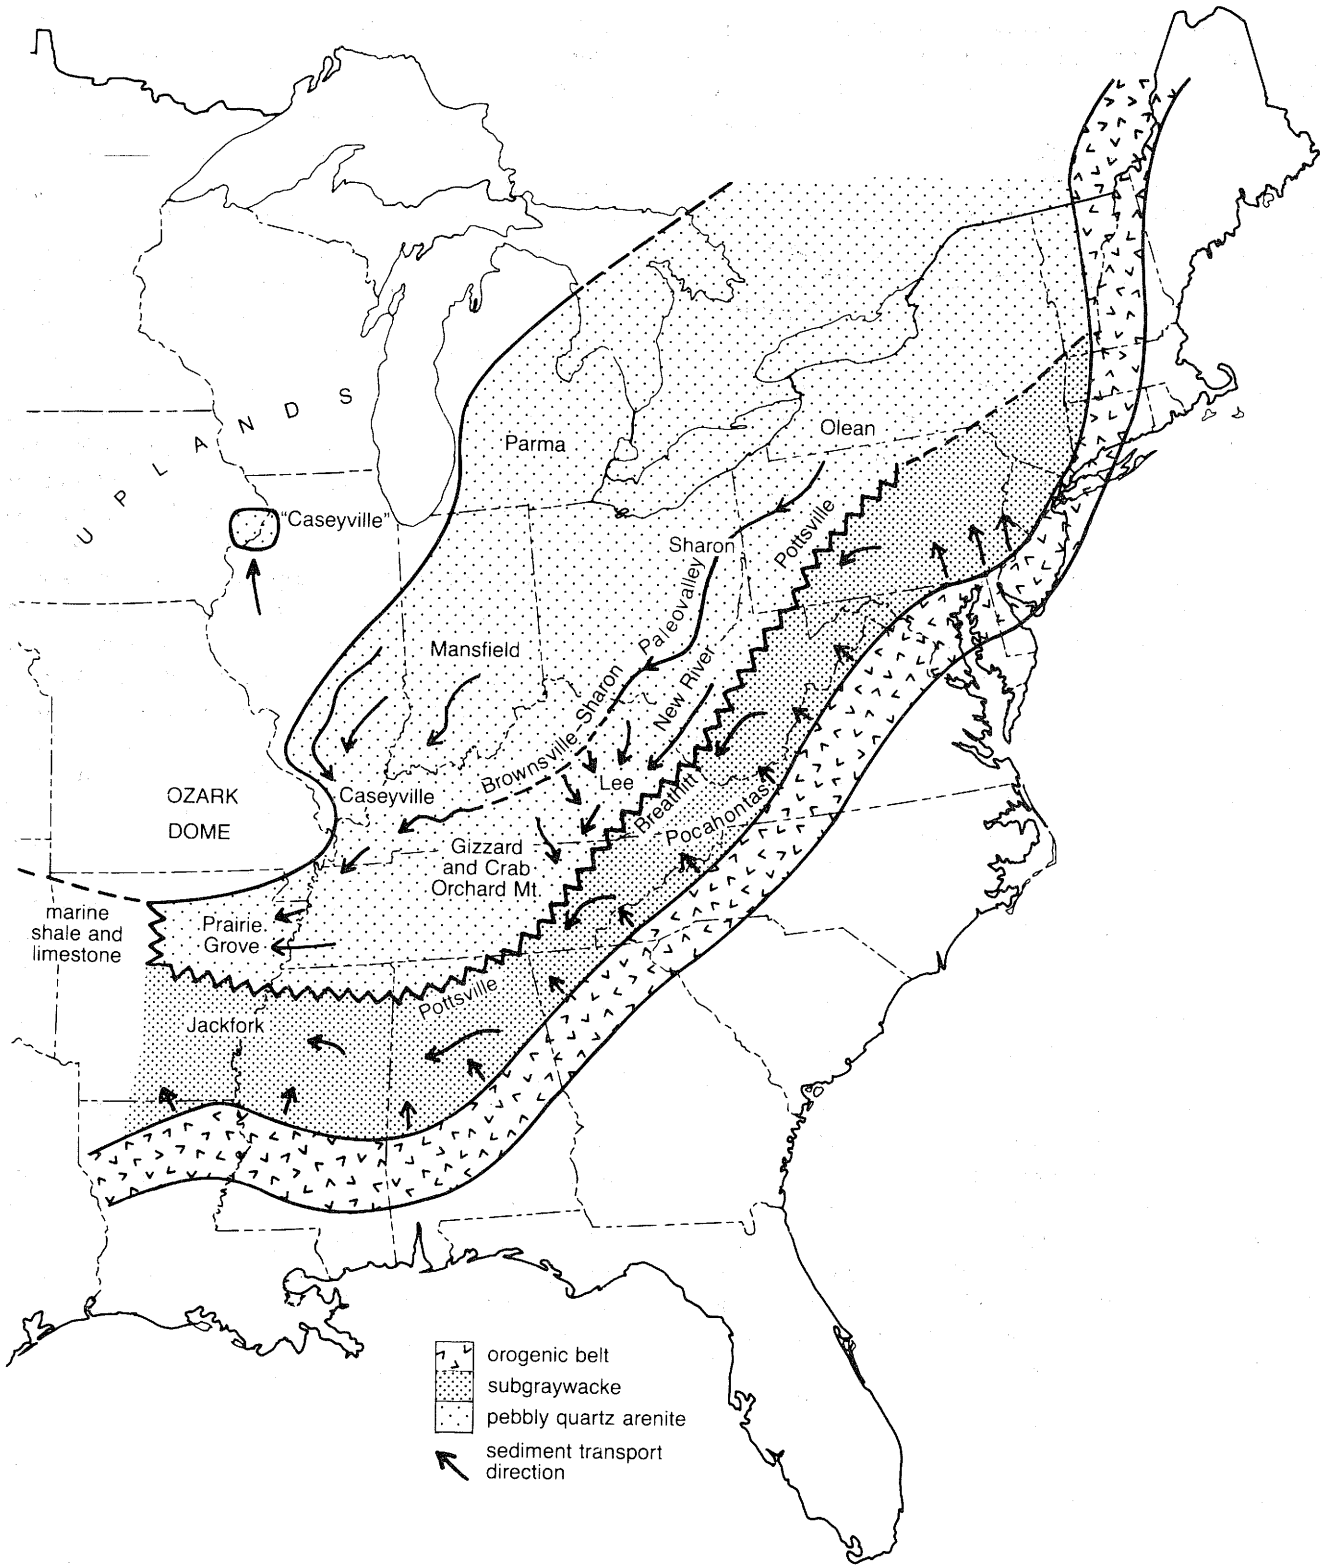 UPLANDS
Parma
Olean
"Caseyville"
Pottsville
Sharon
Paleovalley
Mansfield
Sharon
New River
Brownsville
Lee
OZARK
DOME
Caseyville
Breathitt
Pocahontas
Gizzard
and Crab
Orchard Mt.
marine
shale and
limestone
Prairie
Grove
Pottsville
Jackfork
orogenic belt
subgraywacke
pebbly quartz arenite
sediment transport
direction